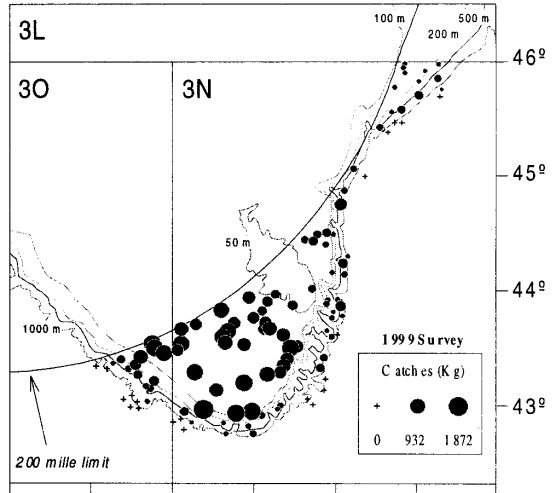 3L
100 m
500 m
200 m
46º
3O
3N
45º
50 m
44º
1000 m
1999 Survey
Catches (Kg)
0 932 1872
43º
200 mile limit